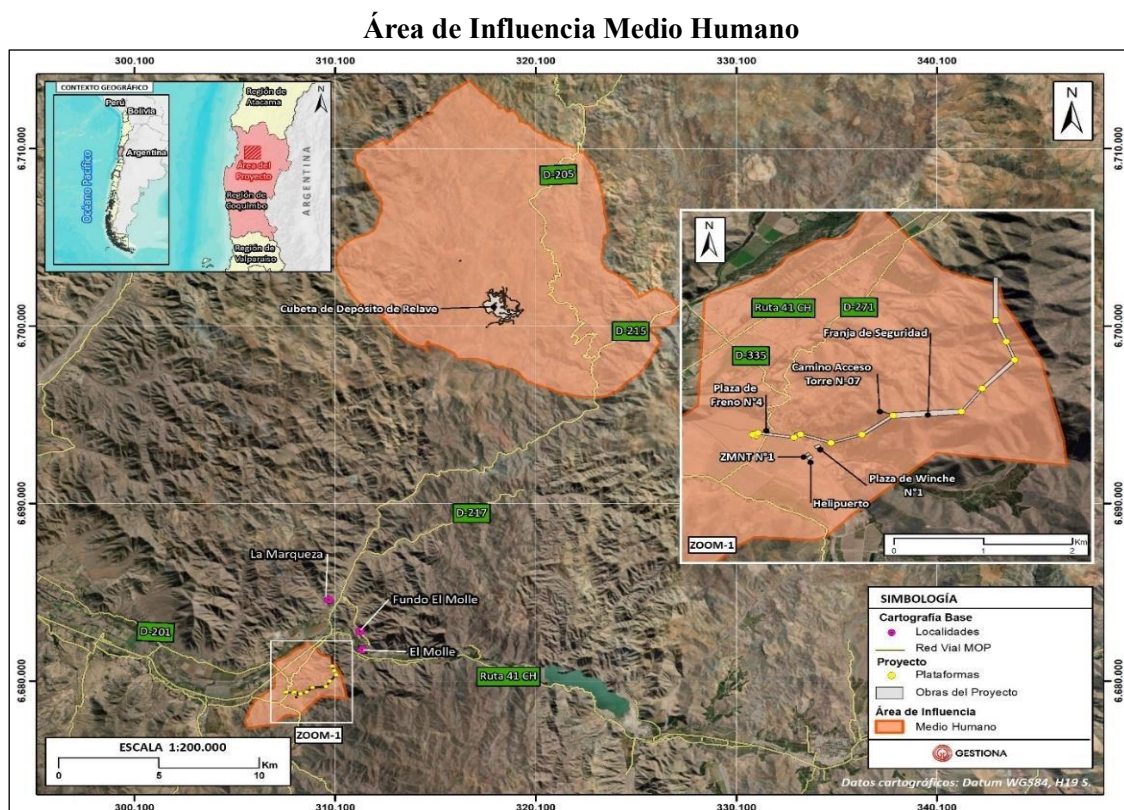 Área de Influencia Medio Humano
300.100
310.100
320.100
330.100
340.100
CONTEXTO GEOGRÁFICO
Perú
Bolivia
Argentina
Océano Pacífico
N
Región de
Atacama
Área del
Proyecto
Región de
Coquimbo
Región de
Valparaíso
ARGENTINA
N
6.710.000
6.710.000
D-205
Cubeta de Depósito de Relave
D-215
6.700.000
6.700.000
N
Ruta 41 CH
D-271
Franja de Seguridad
D-335
Camino Acceso
Torre N-07
Plaza de
Freno N°4
ZMNT N°1
Plaza de Winche
N°1
Helipuerto
ZOOM-1
Km
0
1
2
6.690.000
6.690.000
D-217
La Marqueza
Fundo El Molle
El Molle
D-201
Ruta 41 CH
6.680.000
6.680.000
ZOOM-1
ESCALA 1:200.000
Km
0
5
10
SIMBOLOGÍA
Cartografía Base
Localidades
Red Vial MOP
Proyecto
Plataformas
Obras del Proyecto
Área de Influencia
Medio Humano
GESTIONA
Datos cartográficos: Datum WGS84, H19 S.
300.100
310.100
320.100
330.100
340.100